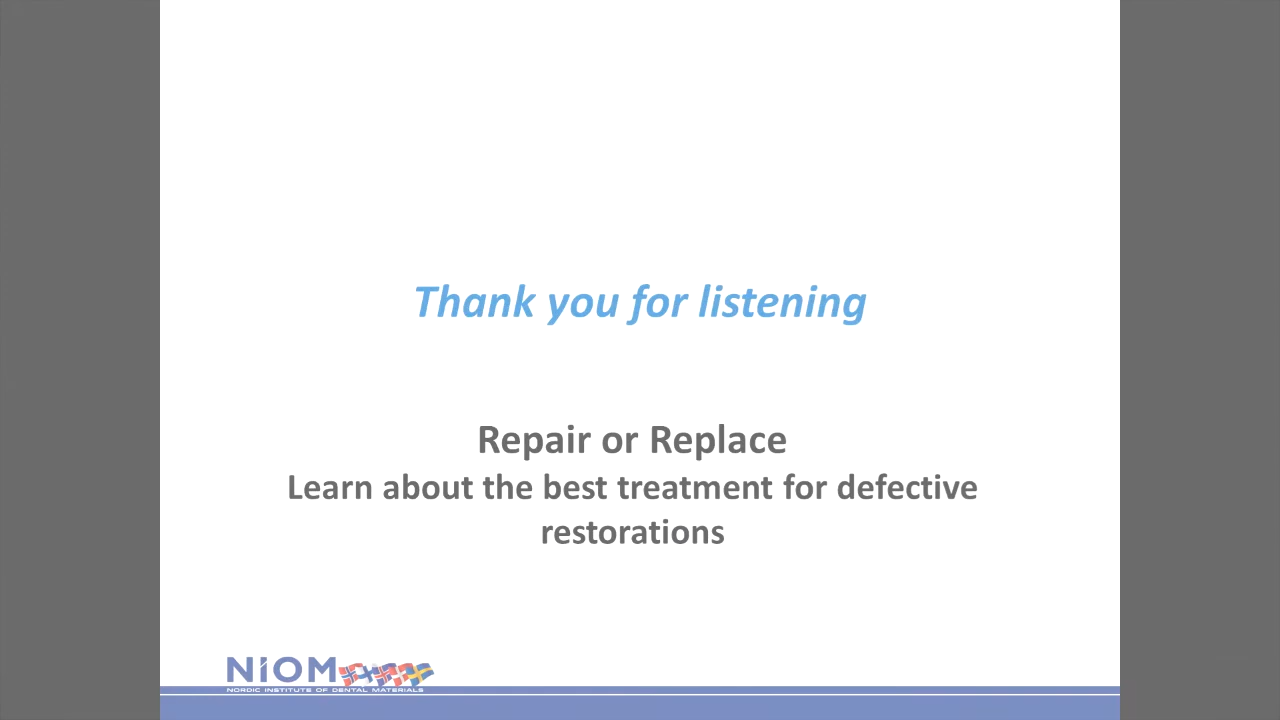 Thank you for listening
Repair or Replace
Learn about the best treatment for defective
restorations
NIOM
NORDIC INSTITUTE OF DENTAL MATERIALS